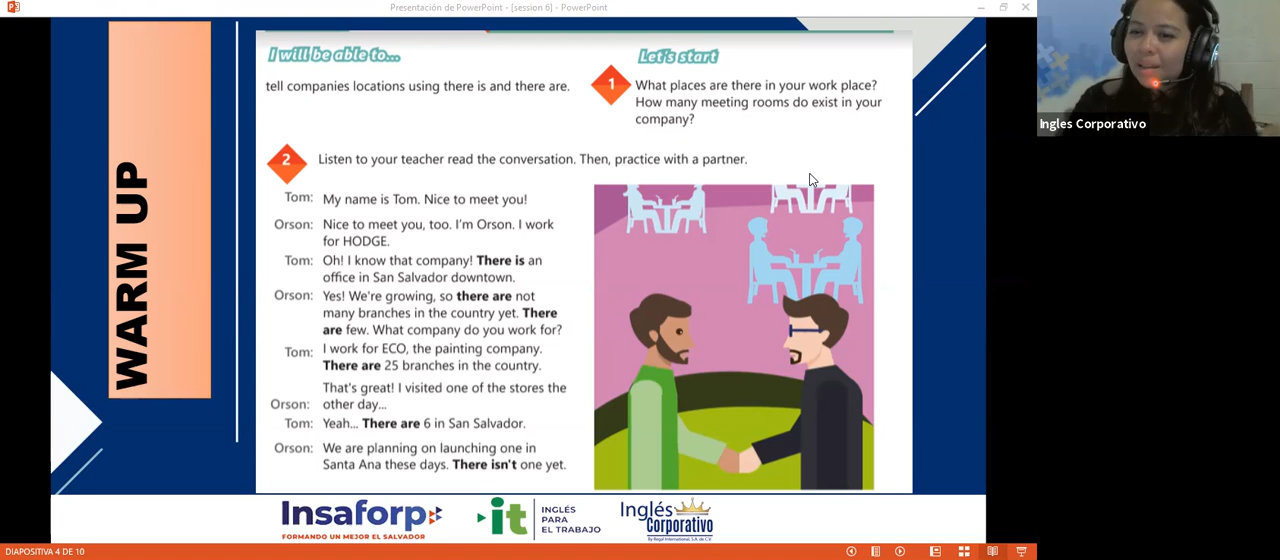 Presentación de PowerPoint - [session 6] - PowerPoint
Ingles Corporativo
WARM UP
I will be able to...
tell companies locations using there is and there are.
Let's start
1
What places are there in your work place?
How many meeting rooms do exist in your
company?
2
Listen to your teacher read the conversation. Then, practice with a partner.
Tom: My name is Tom. Nice to meet you!
Orson: Nice to meet you, too. I'm Orson. I work
for HODGE.
Tom: Oh! I know that company! There is an
office in San Salvador downtown.
Orson: Yes! We're growing, so there are not
many branches in the country yet. There
are few. What company do you work for?
Tom: I work for ECO, the painting company.
There are 25 branches in the country.
That's great! I visited one of the stores the
Orson: other day...
Tom: Yeah... There are 6 in San Salvador.
Orson: We are planning on launching one in
Santa Ana these days. There isn't one yet.
Insaforp
FORMANDO UN MEJOR EL SALVADOR
it
INGLÉS
PARA
EL TRABAJO
Inglés
Corporativo
By Regal International, S.A. de C.V.
DIAPOSITIVA 4 DE 10